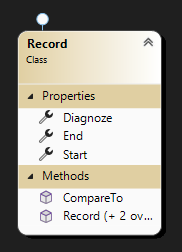 Record
Class
Properties
Diagnoze
End
Start
Methods
CompareTo
Record (+ 2 ov...